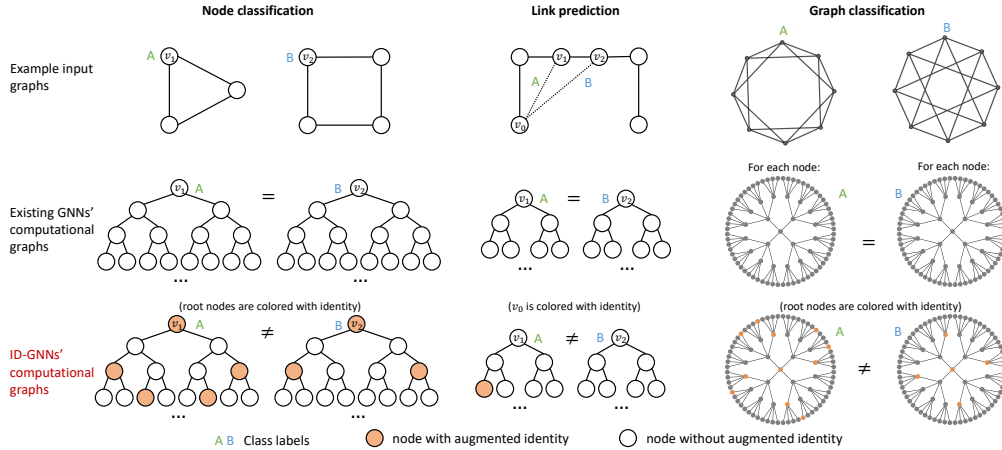 Node classification
Link prediction
Graph classification
Example input
graphs
A
v1
B
v2
v1
v2
A
B
v0
A
B
For each node:
For each node:
Existing GNNs'
computational
graphs
v1
A
=
B
v2
...
...
v1
A
=
B
v2
...
...
A
=
B
(root nodes are colored with identity)
(v0 is colored with identity)
(root nodes are colored with identity)
ID-GNNs'
computational
graphs
v1
A
≠
B
v2
...
...
v1
A
≠
B
v2
...
...
A
≠
B
A B Class labels
node with augmented identity
node without augmented identity